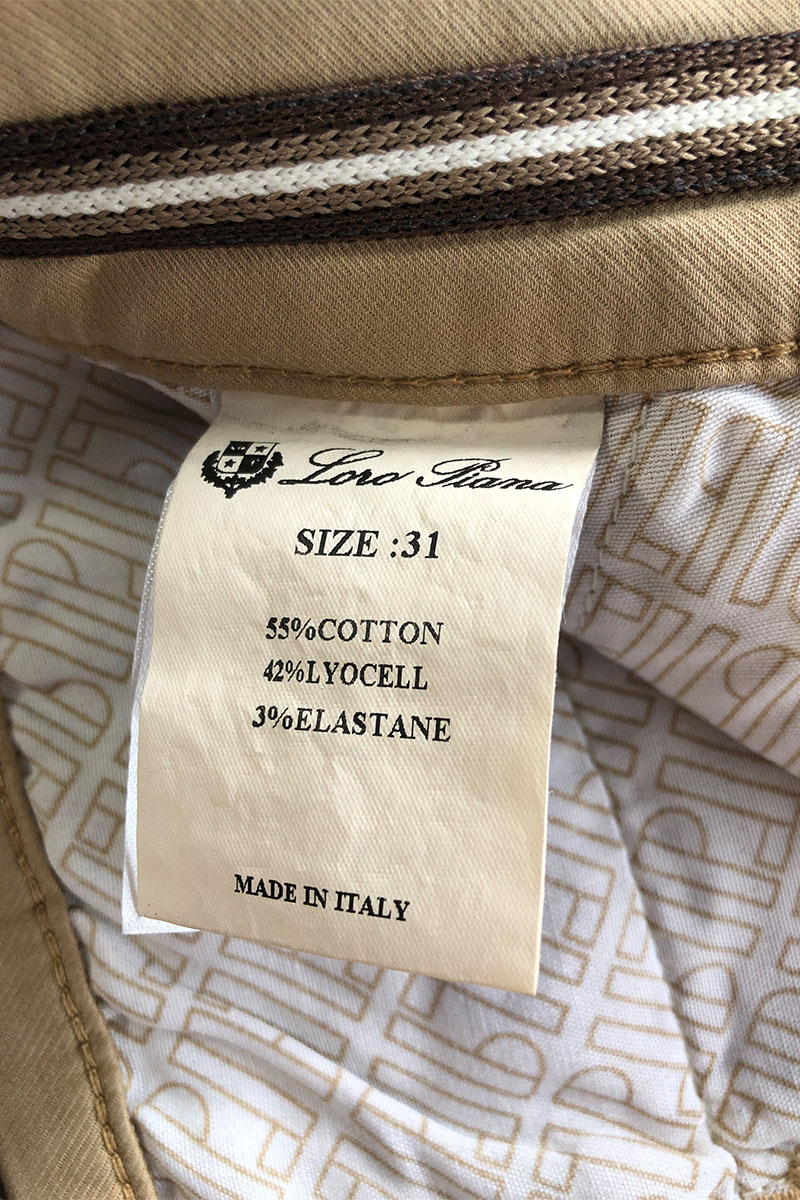 Loro Piana
SIZE :31
55%COTTON
42%LYOCELL
3%ELASTANE
MADE IN ITALY